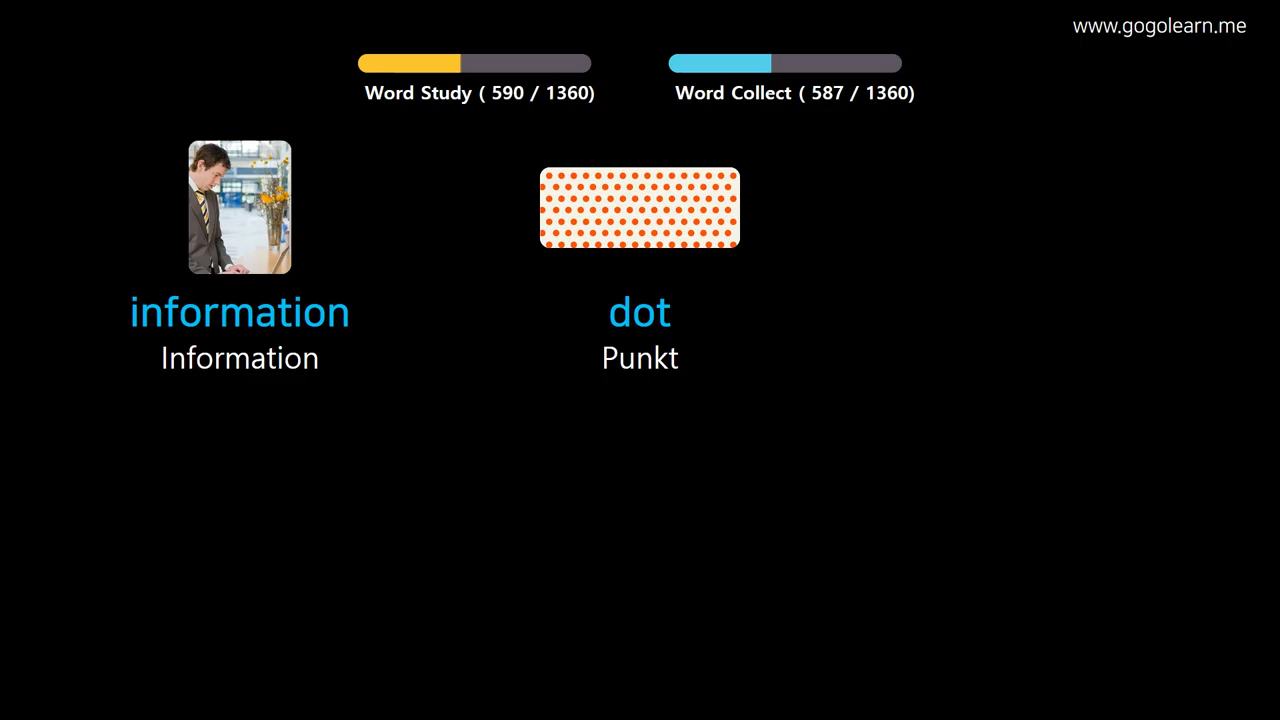 www.gogolearn.me
Word Study ( 590 / 1360)
Word Collect ( 587 / 1360)
information
Information
dot
Punkt